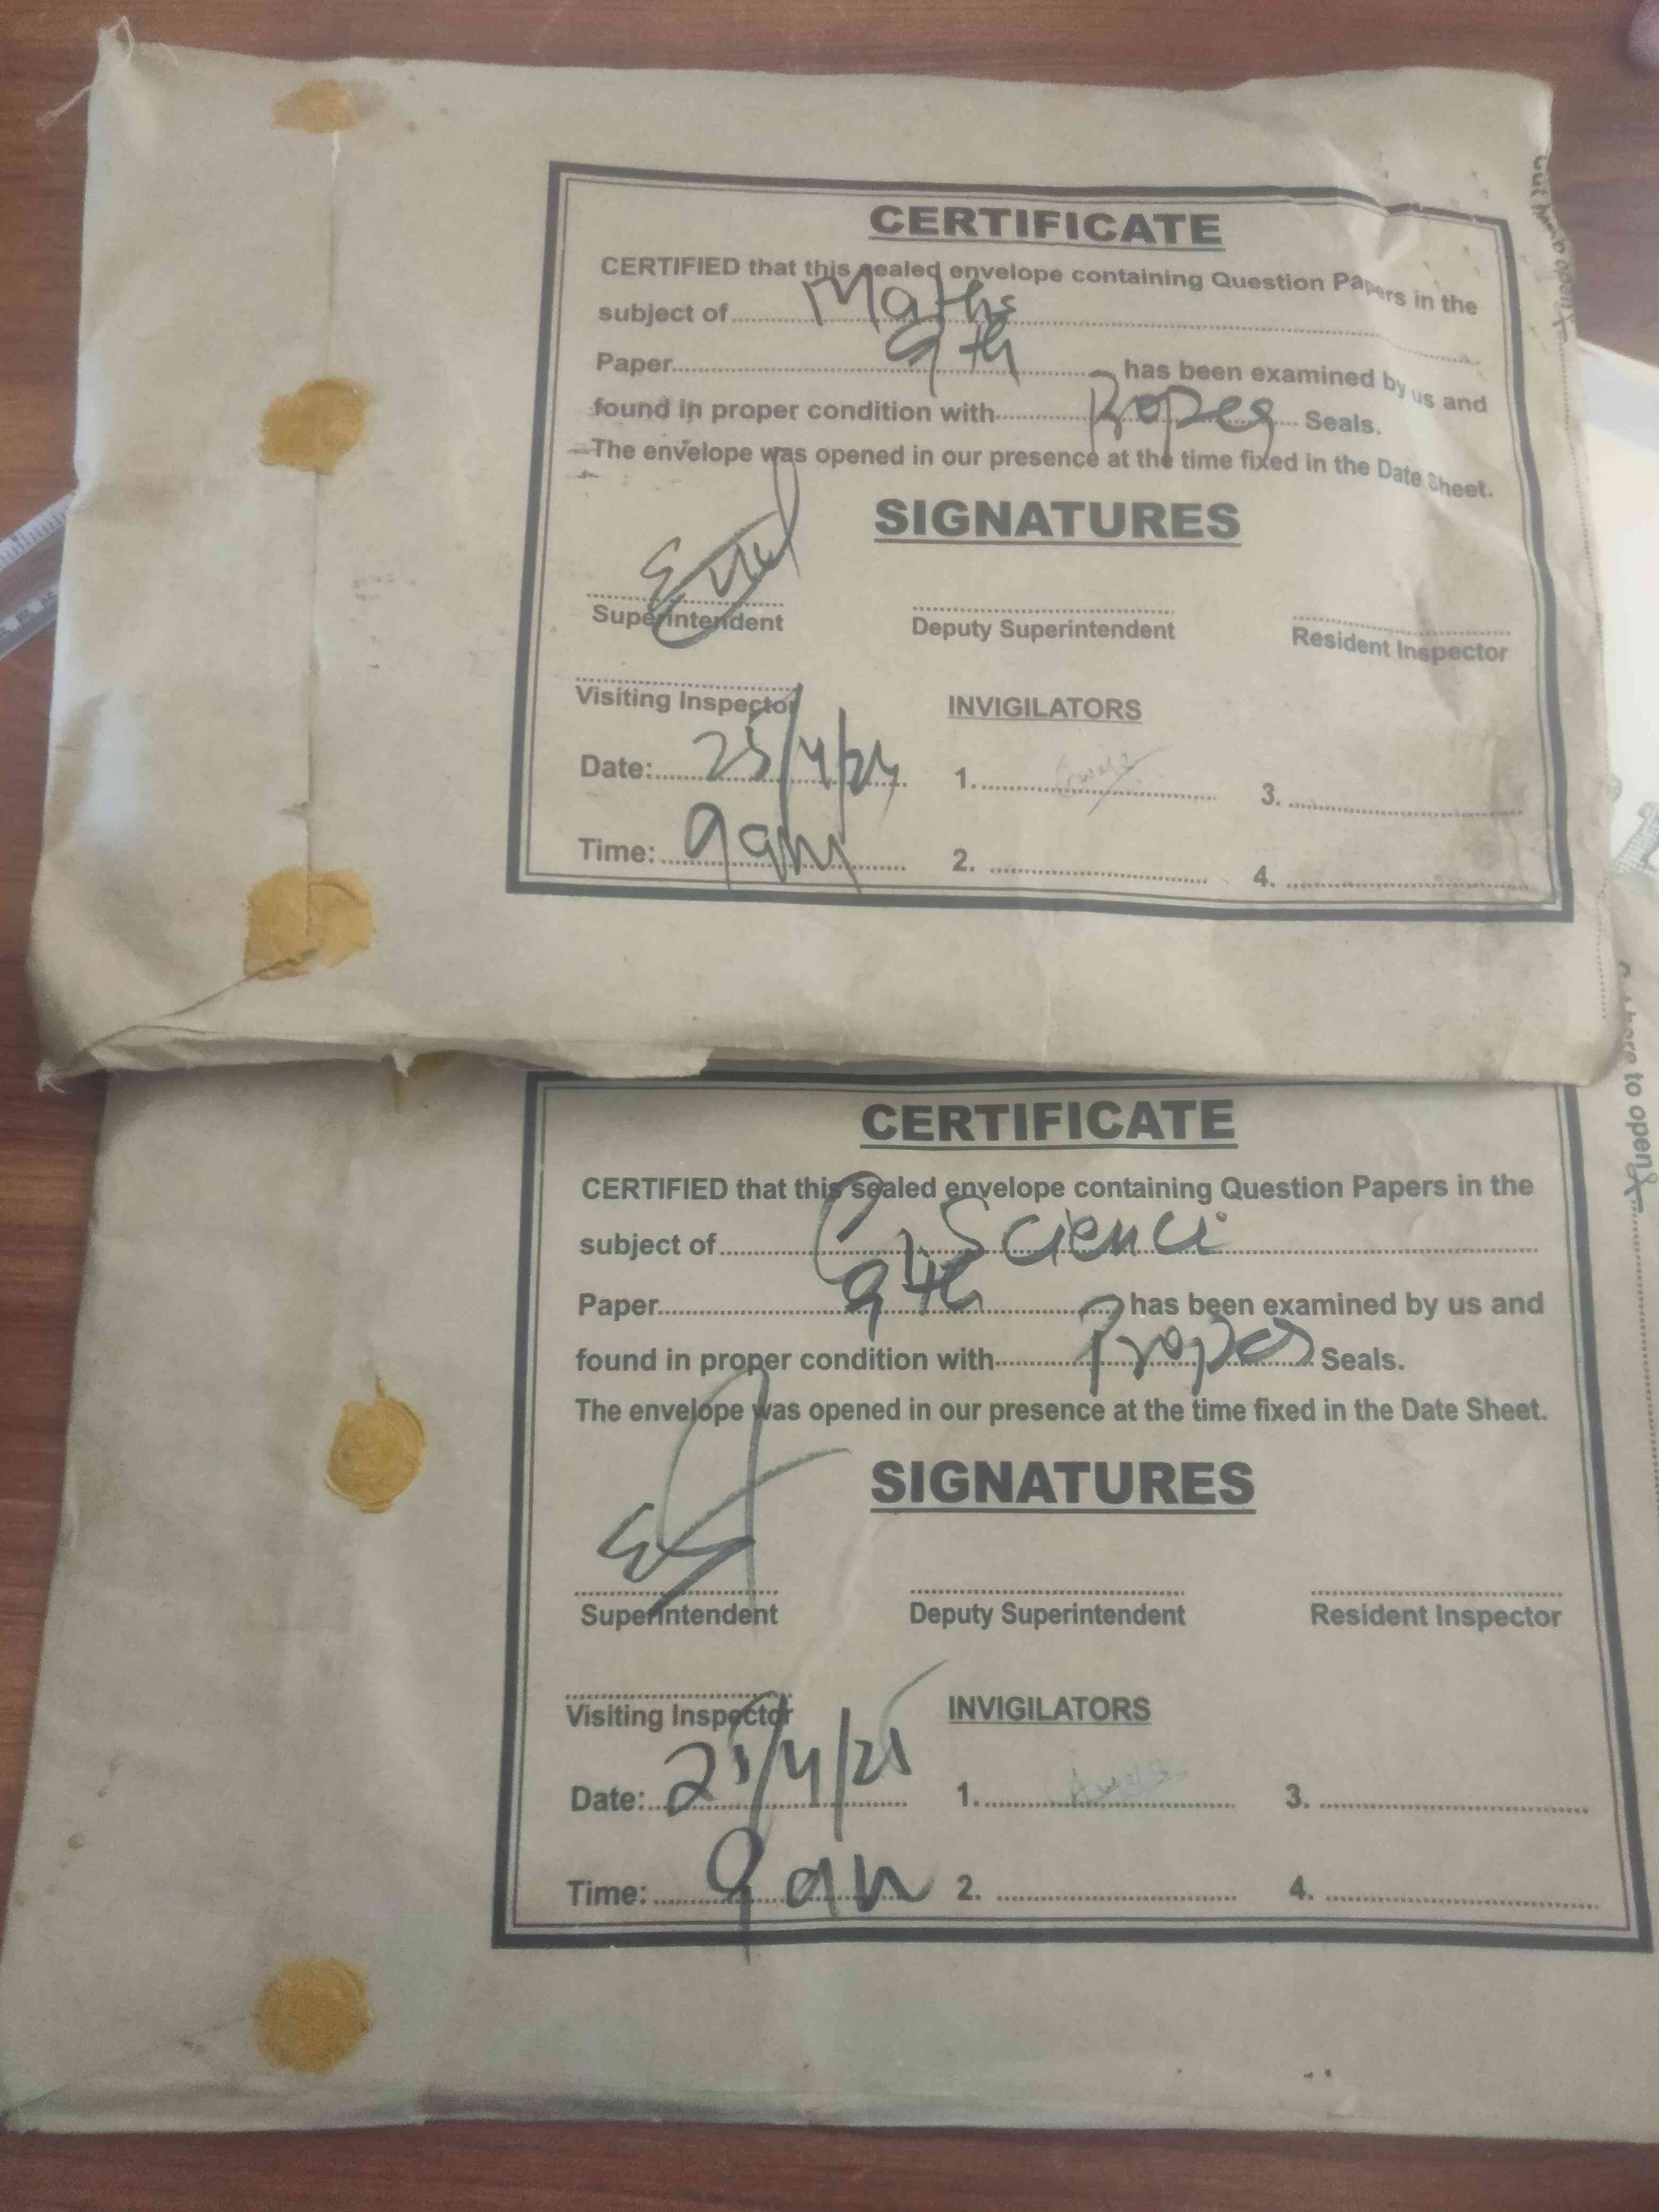 CERTIFICATE
CERTIFIED that this sealed envelope containing Question Papers in the
subject of Maths
Paper 9th has been examined by us and
found in proper condition with Proper Seals.
The envelope was opened in our presence at the time fixed in the Date Sheet.
SIGNATURES
Superintendent Deputy Superintendent Resident Inspector
Visiting Inspector INVIGILATORS
Date: 25/4/25 1. 3.
Time: 9am 2. 4.
CERTIFICATE
CERTIFIED that this sealed envelope containing Question Papers in the
subject of G. Science
Paper 9th has been examined by us and
found in proper condition with Proper Seals.
The envelope was opened in our presence at the time fixed in the Date Sheet.
SIGNATURES
Superintendent Deputy Superintendent Resident Inspector
Visiting Inspector INVIGILATORS
Date: 25/4/25 1. 3.
Time: 9am 2. 4.
here to open